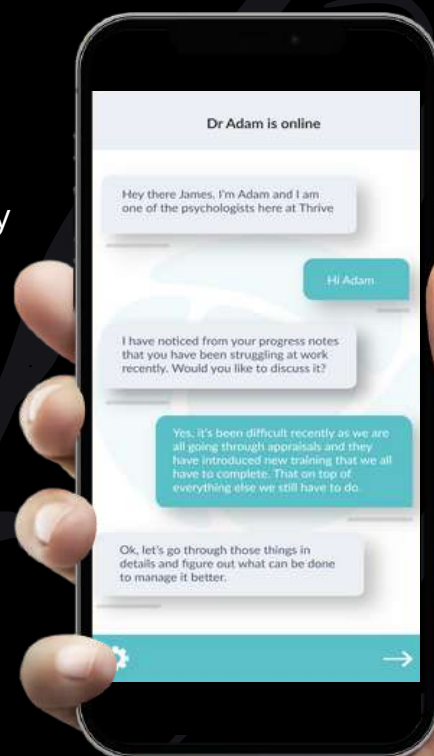 y
Dr Adam is online
Hey there James, I'm Adam and I am
one of the psychologists here at Thrive
Hi Adam
I have noticed from your progress notes
that you have been struggling at work
recently. Would you like to discuss it?
Yes, it's been difficult recently as we are
all going through appraisals and they
have introduced new training that we all
have to complete. That on top of
everything else we still have to do.
Ok, let's go through those things in
details and figure out what can be done
to manage it better.